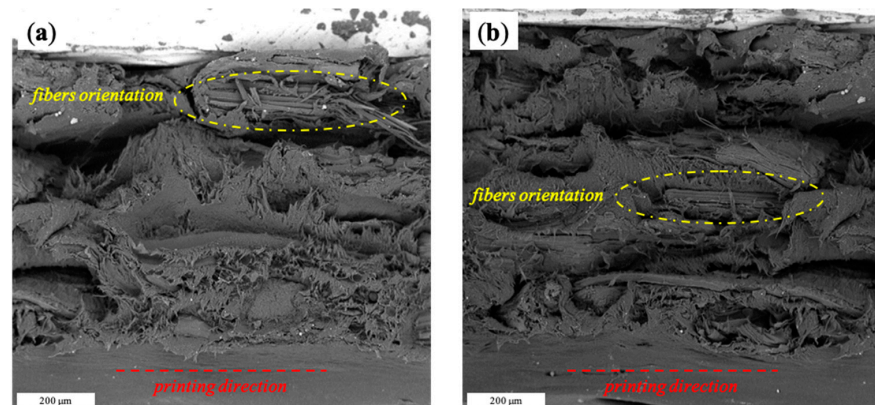 (a)
fibers orientation
printing direction
200 µm
(b)
fibers orientation
printing direction
200 µm